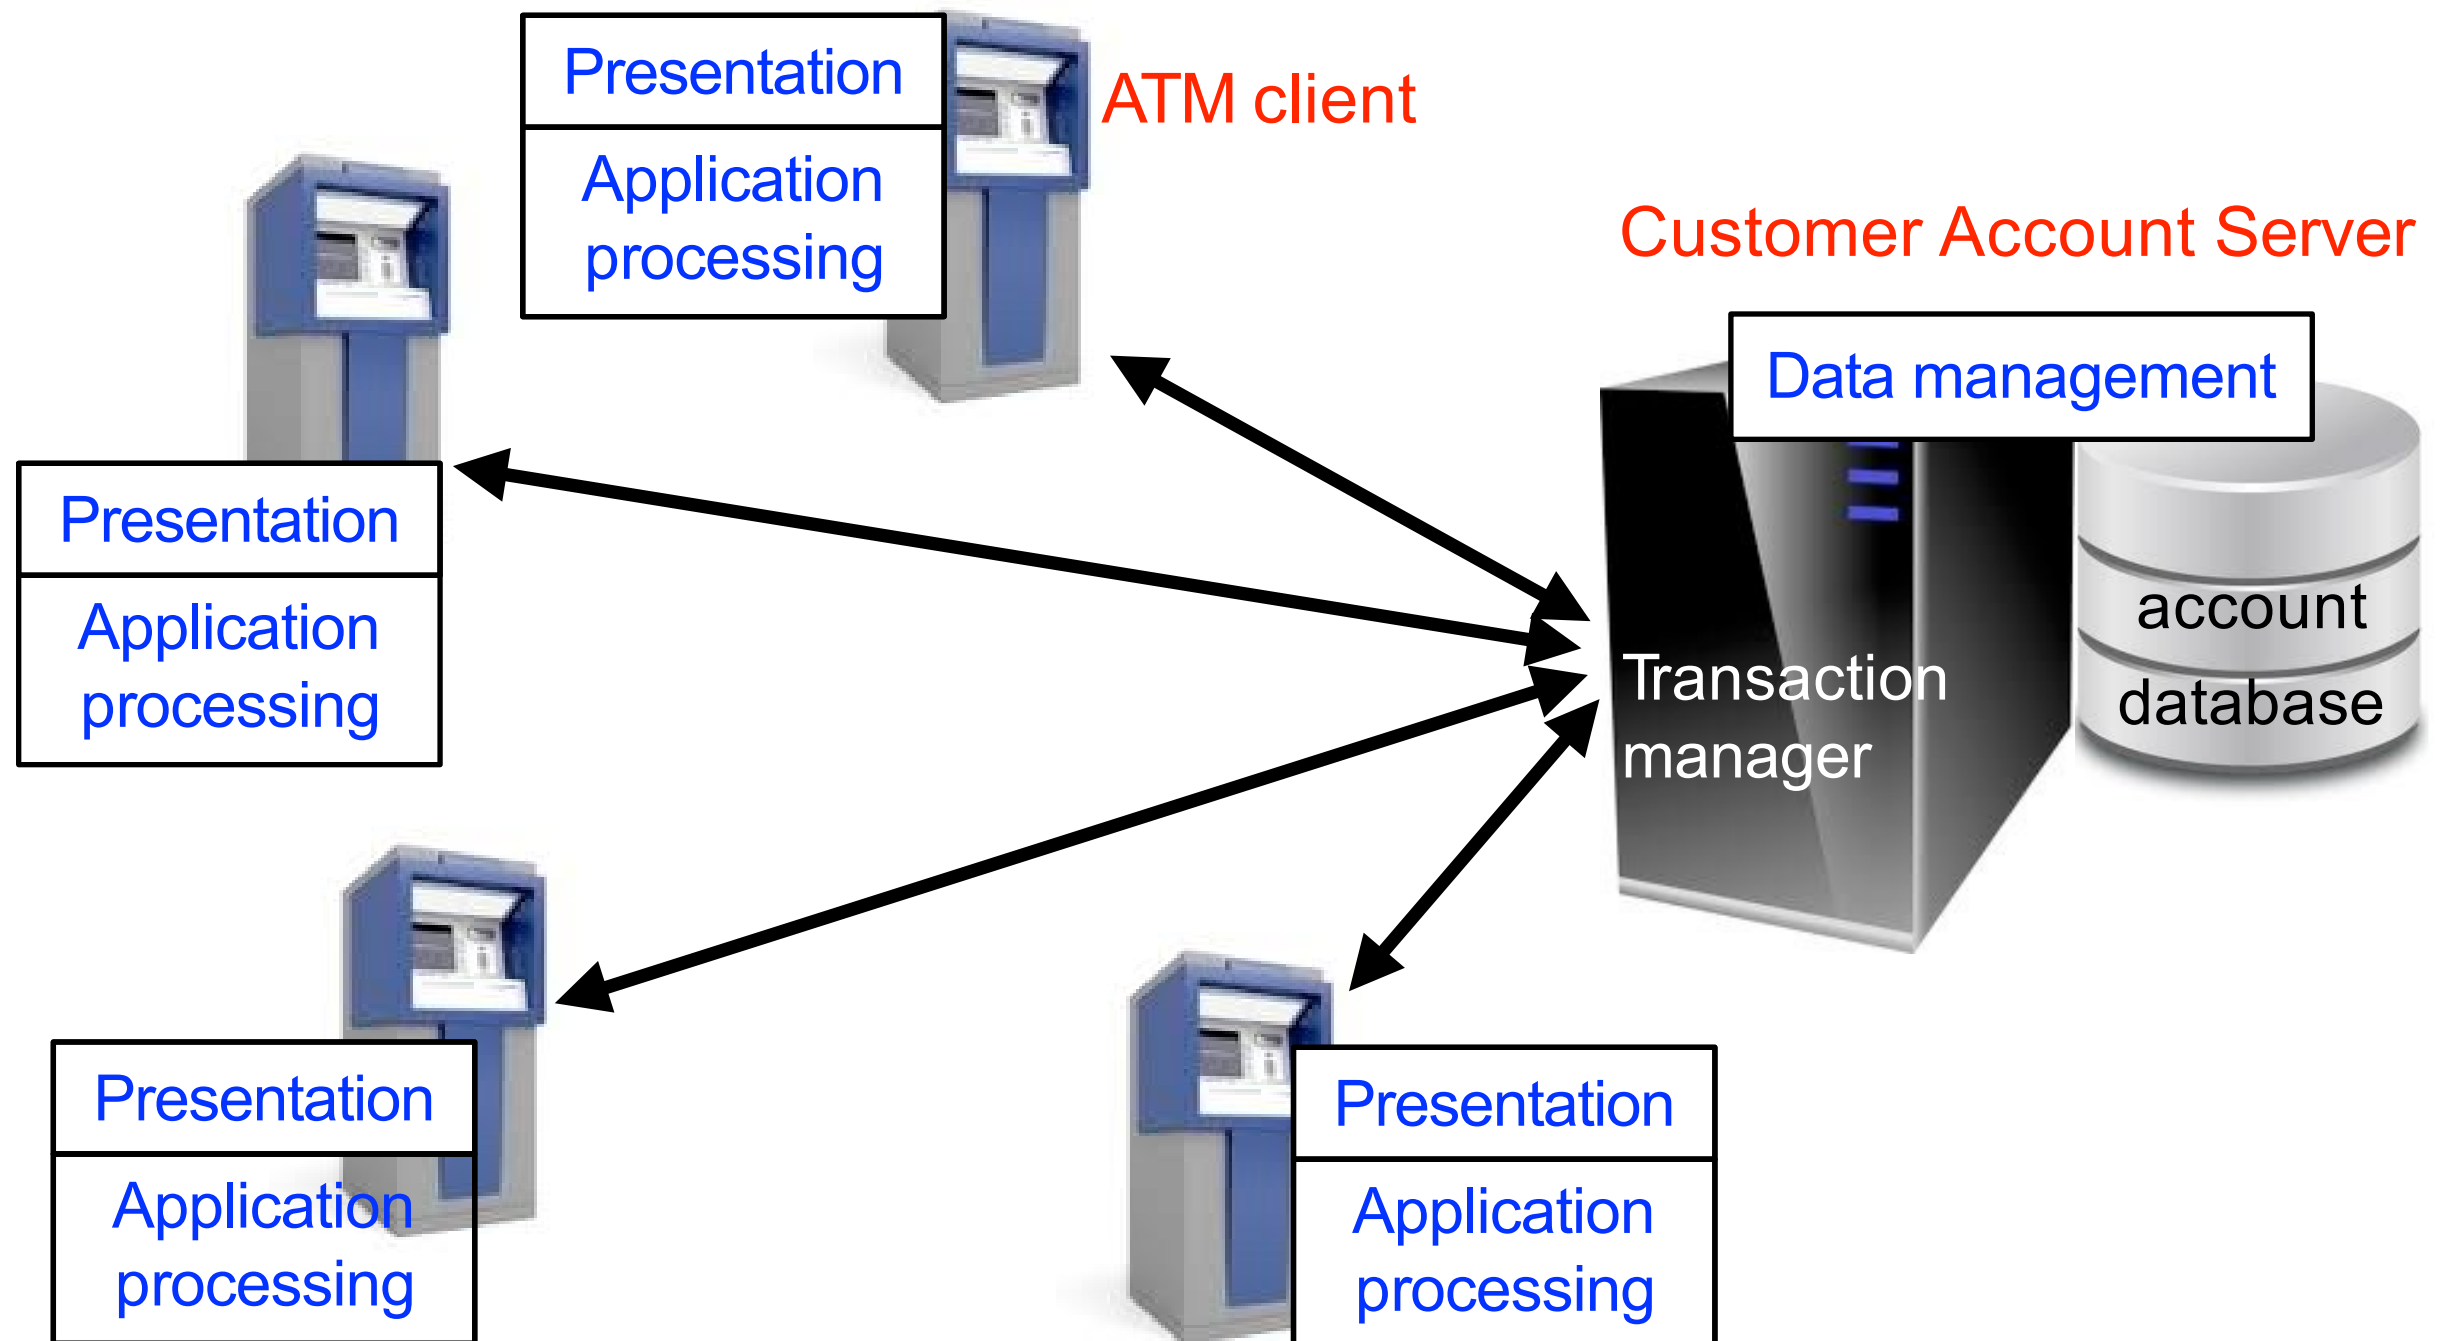 Presentation
Application
processing
ATM client
Customer Account Server
Data management
Presentation
Application
processing
account
database
Transaction
manager
Presentation
Application
processing
Presentation
Application
processing